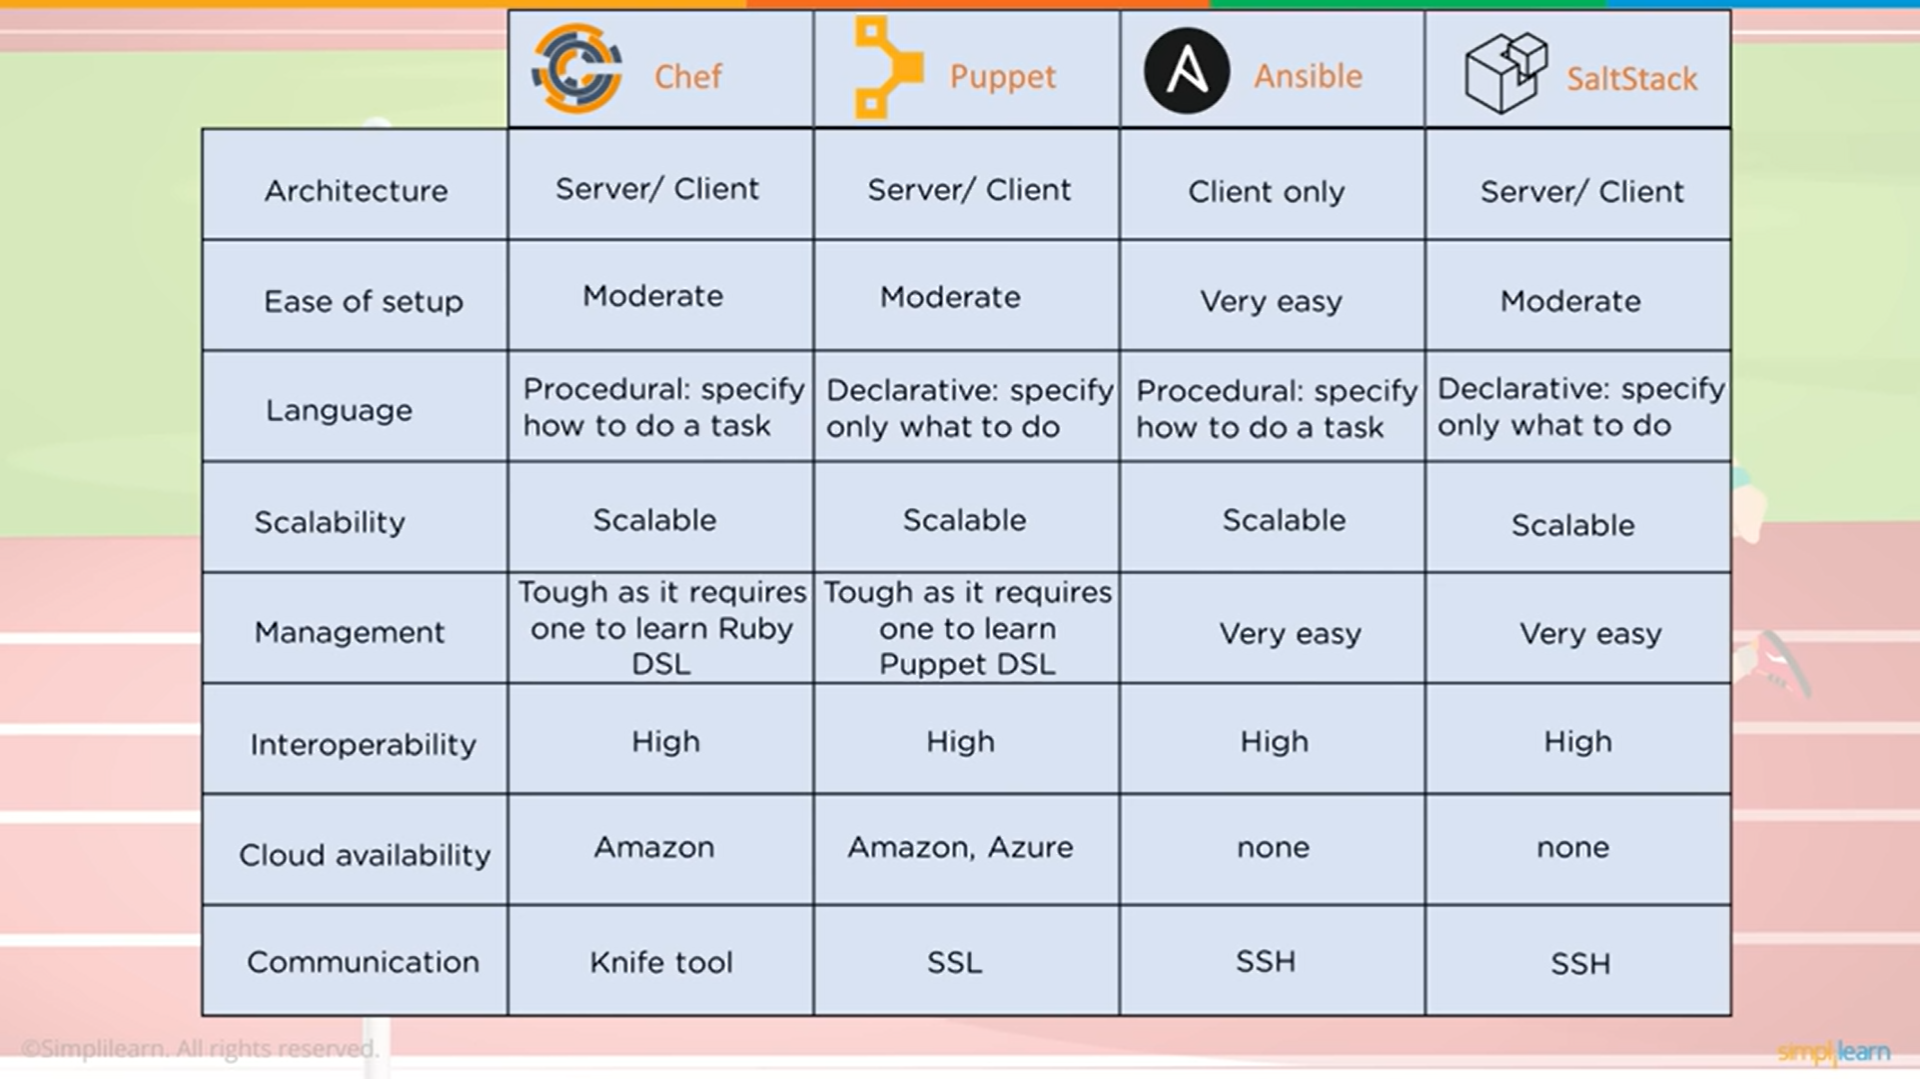 Chef
Puppet
Ansible
SaltStack
Architecture
Server/ Client
Server/ Client
Client only
Server/ Client
Ease of setup
Moderate
Moderate
Very easy
Moderate
Language
Procedural: specify
how to do a task
Declarative: specify
only what to do
Procedural: specify
how to do a task
Declarative: specify
only what to do
Scalability
Scalable
Scalable
Scalable
Scalable
Management
Tough as it requires
one to learn Ruby
DSL
Tough as it requires
one to learn
Puppet DSL
Very easy
Very easy
Interoperability
High
High
High
High
Cloud availability
Amazon
Amazon, Azure
none
none
Communication
Knife tool
SSL
SSH
SSH
©Simplilearn. All rights reserved.
simplilearn